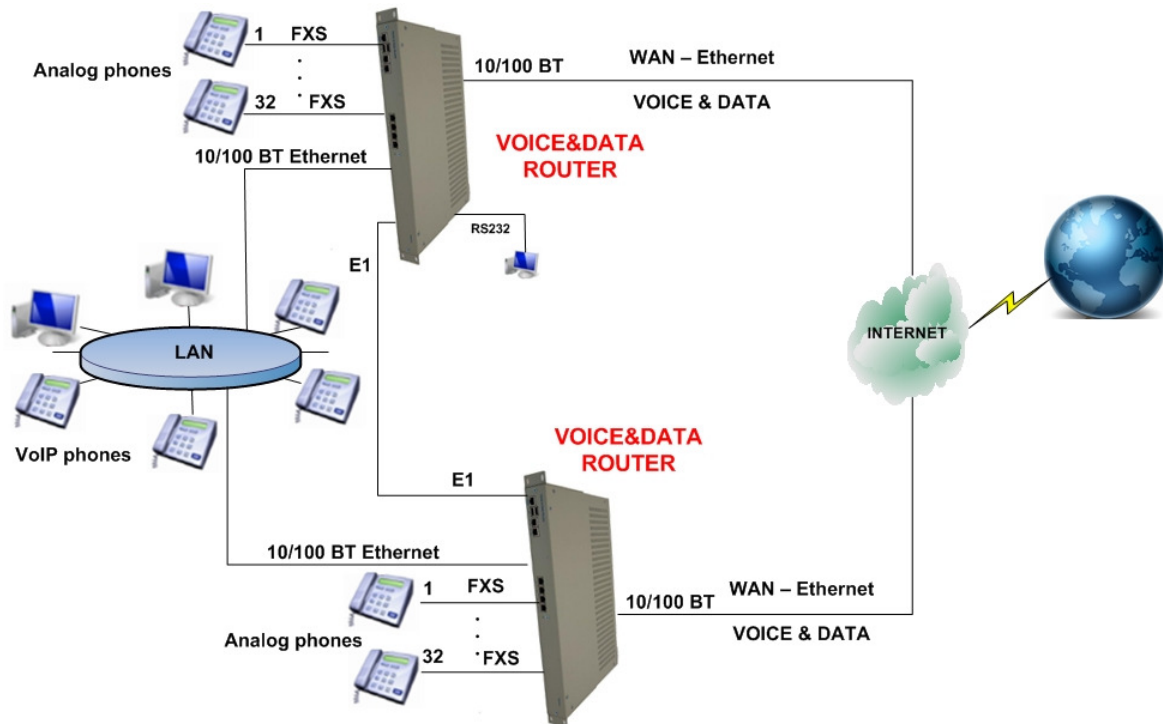 1 FXS
Analog phones
32 FXS
10/100 BT
WAN – Ethernet
VOICE & DATA
10/100 BT Ethernet
VOICE&DATA
ROUTER
RS232
E1
LAN
INTERNET
VoIP phones
VOICE&DATA
ROUTER
E1
10/100 BT Ethernet
1 FXS
Analog phones
32 FXS
10/100 BT
WAN – Ethernet
VOICE & DATA